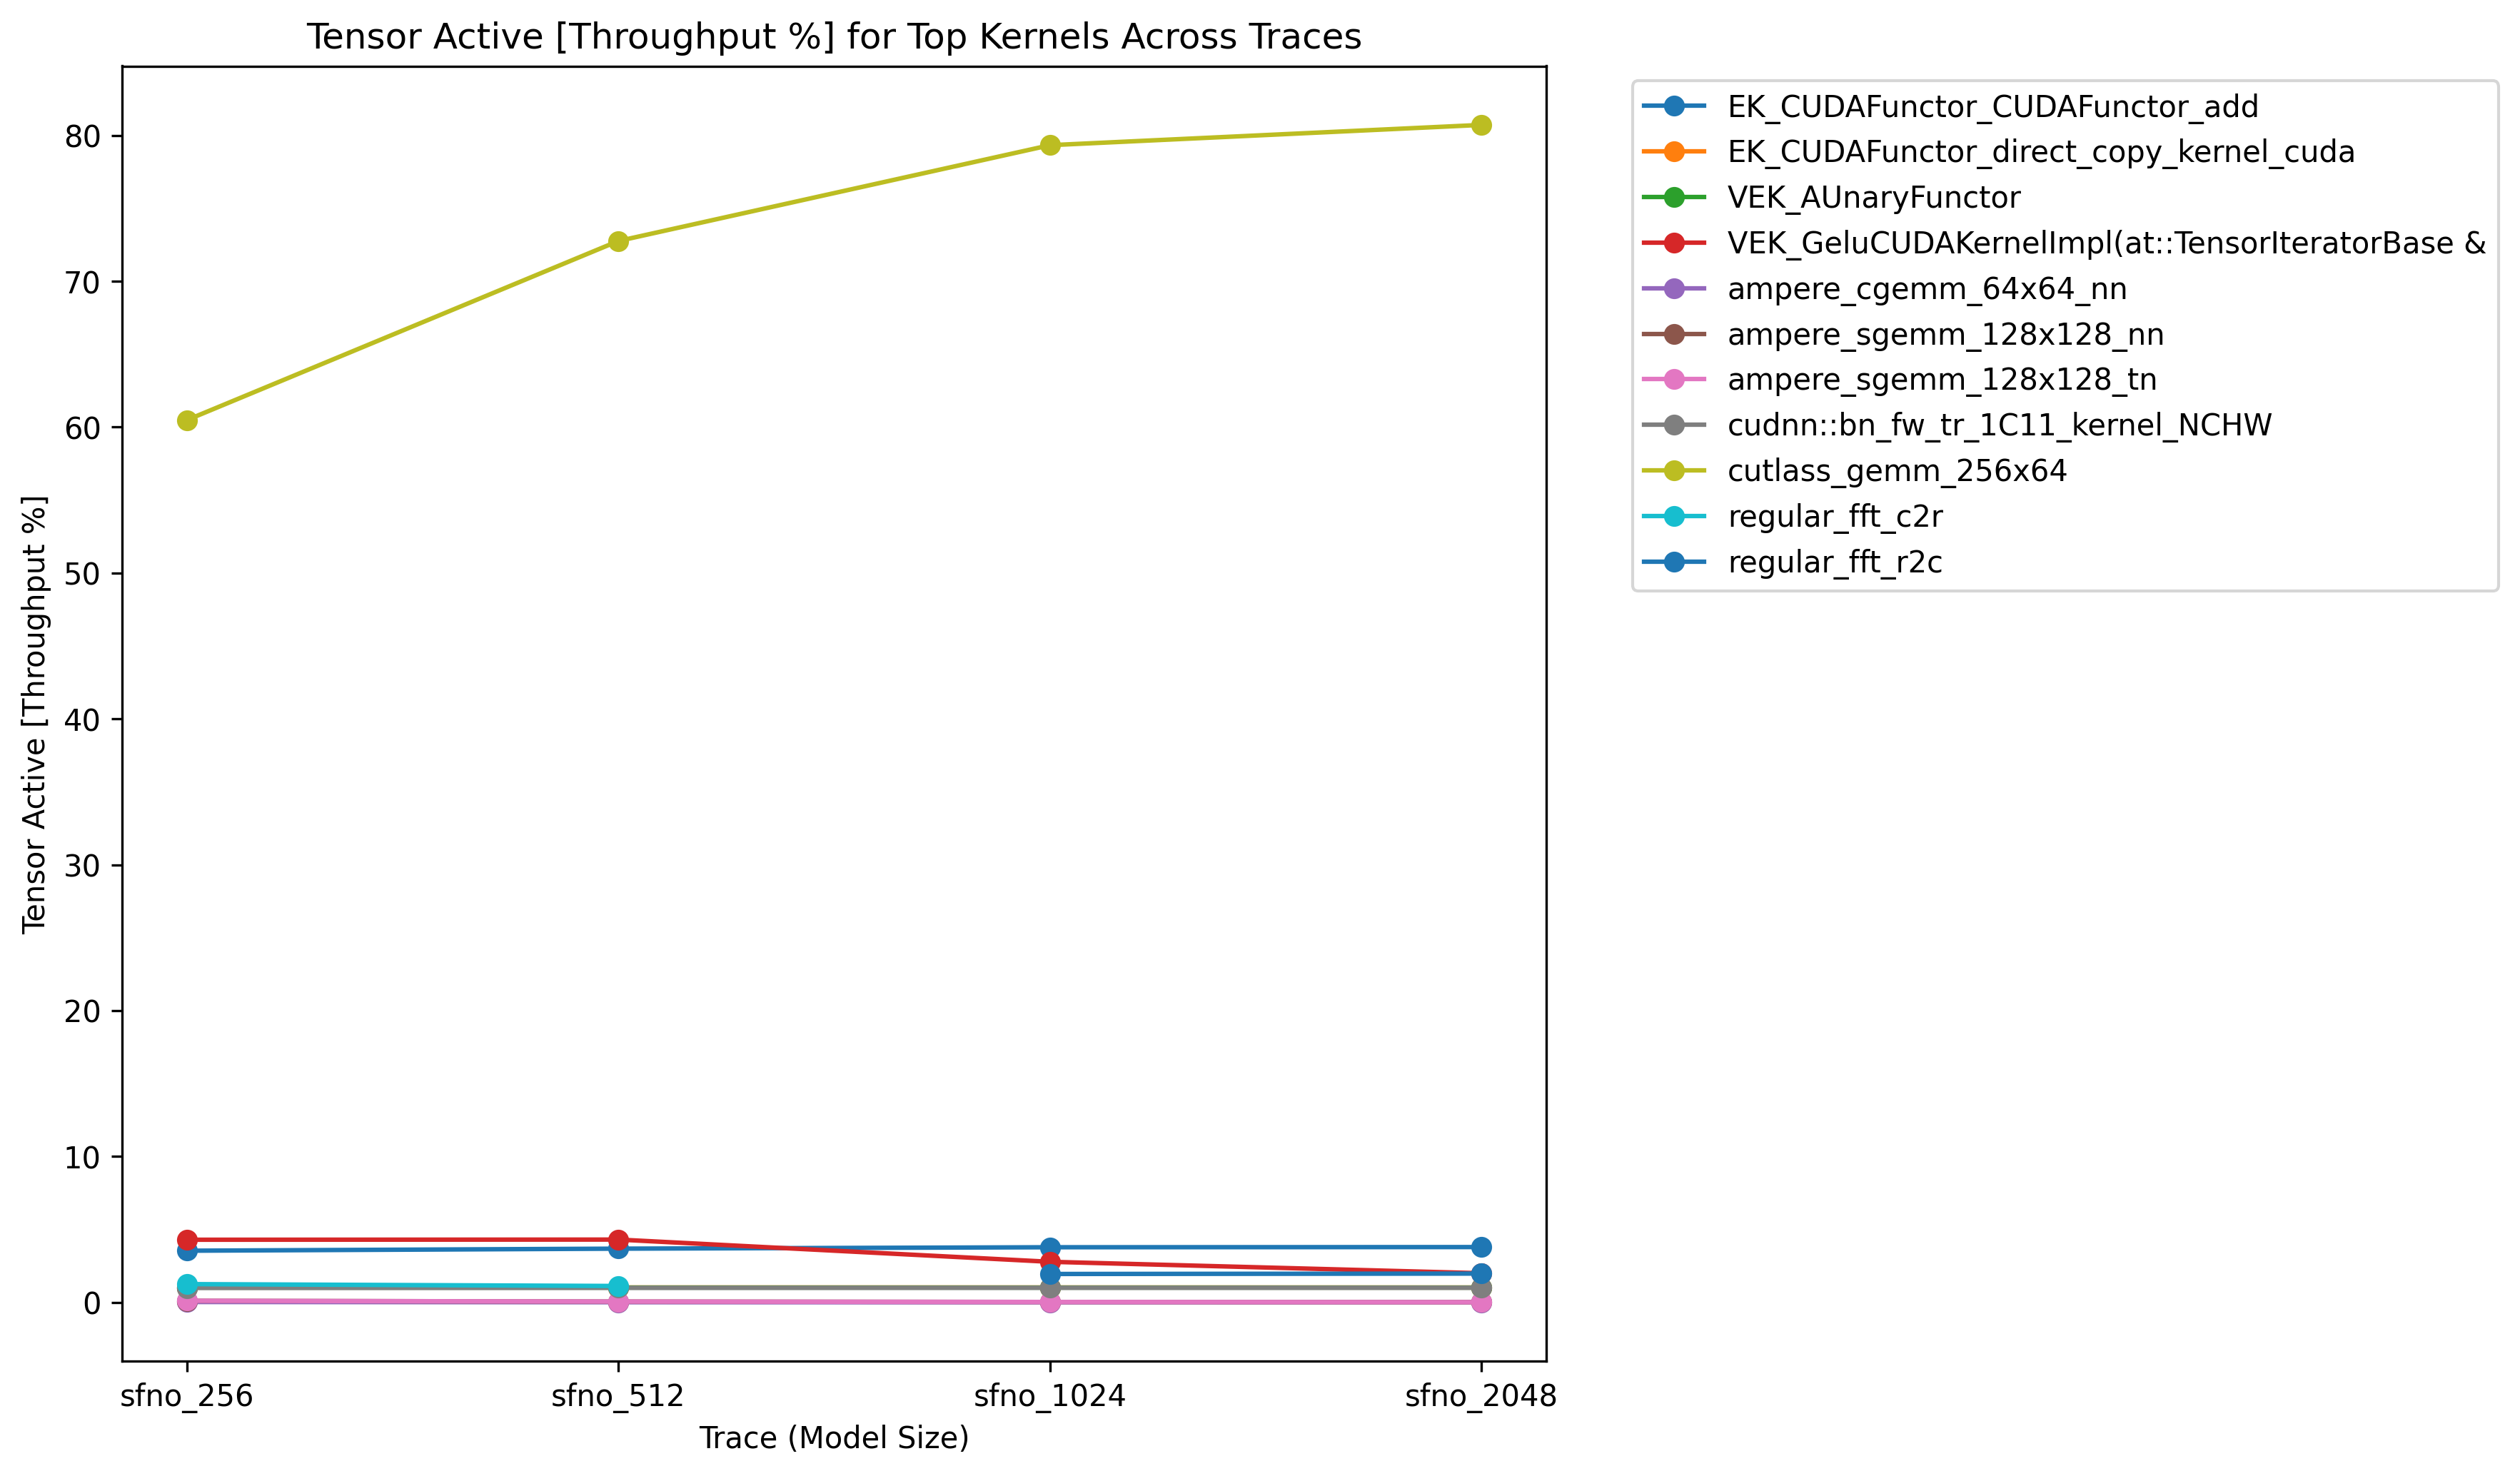 Tensor Active [Throughput %] for Top Kernels Across Traces
Tensor Active [Throughput %]
80
70
60
50
40
30
20
10
0
sfno_256
sfno_512
sfno_1024
sfno_2048
Trace (Model Size)
EK_CUDAFunctor_CUDAFunctor_add
EK_CUDAFunctor_direct_copy_kernel_cuda
VEK_AUnaryFunctor
VEK_GeluCUDAKernelImpl(at::TensorIteratorBase &
ampere_cgemm_64x64_nn
ampere_sgemm_128x128_nn
ampere_sgemm_128x128_tn
cudnn::bn_fw_tr_1C11_kernel_NCHW
cutlass_gemm_256x64
regular_fft_c2r
regular_fft_r2c